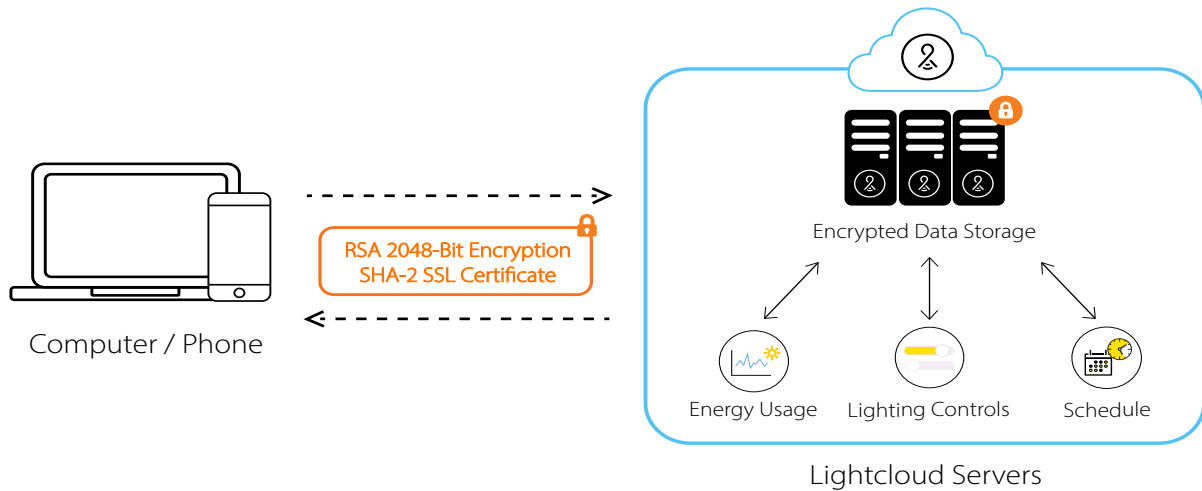 Encrypted Data Storage
RSA 2048-Bit Encryption
SHA-2 SSL Certificate
Computer / Phone
Energy Usage
Lighting Controls
Schedule
Lightcloud Servers